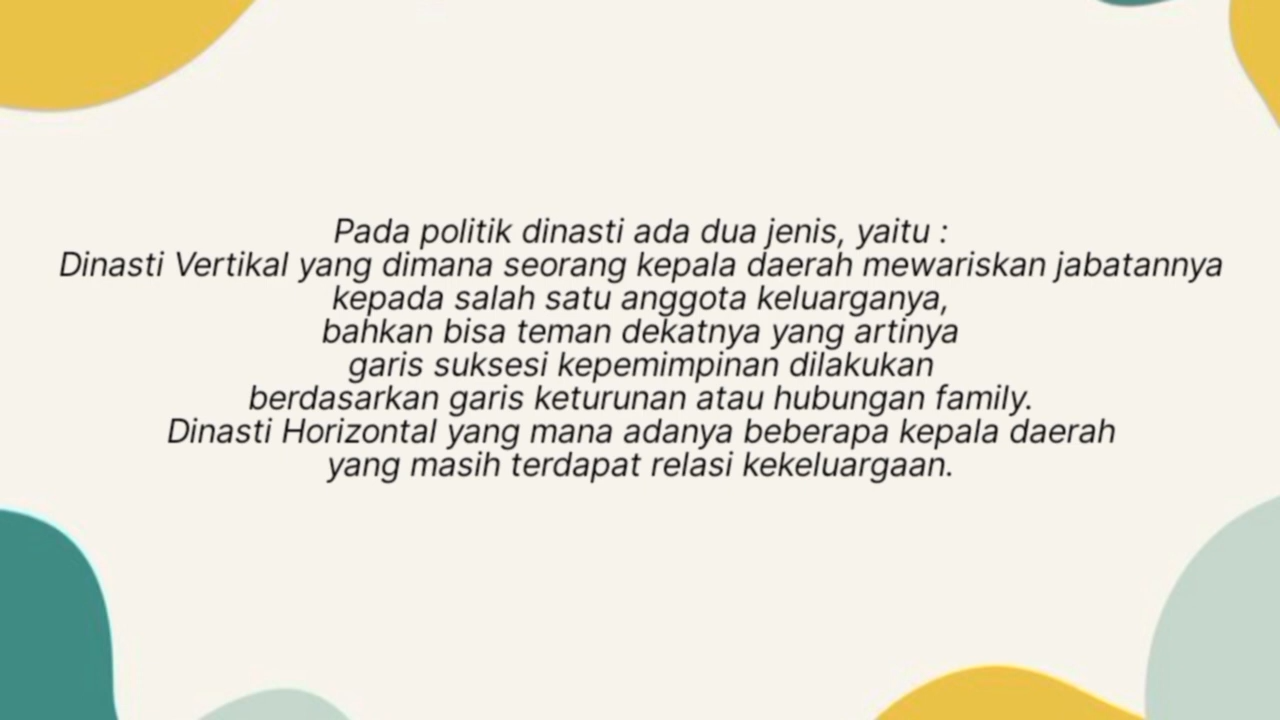 Pada politik dinasti ada dua jenis, yaitu :
Dinasti Vertikal yang dimana seorang kepala daerah mewariskan jabatannya
kepada salah satu anggota keluarganya,
bahkan bisa teman dekatnya yang artinya
garis suksesi kepemimpinan dilakukan
berdasarkan garis keturunan atau hubungan family.
Dinasti Horizontal yang mana adanya beberapa kepala daerah
yang masih terdapat relasi kekeluargaan.